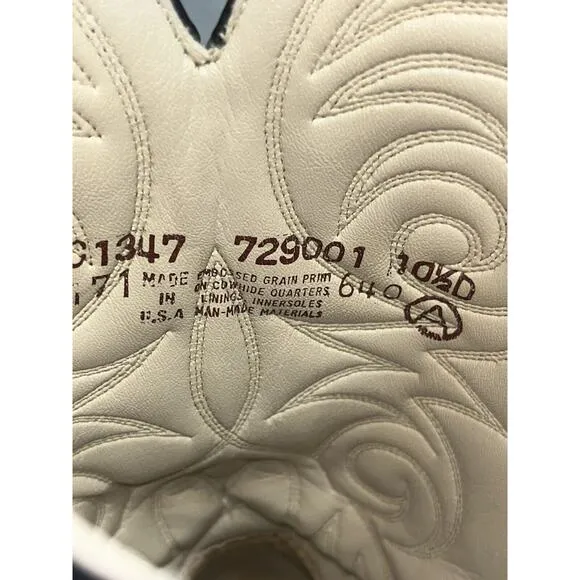 C1347 729001 10½D
71 MADE IN U.S.A
EMBOSSED GRAIN PRINT
ON COWHIDE QUARTERS
LININGS, INNERSOLES
MAN-MADE MATERIALS
640 A